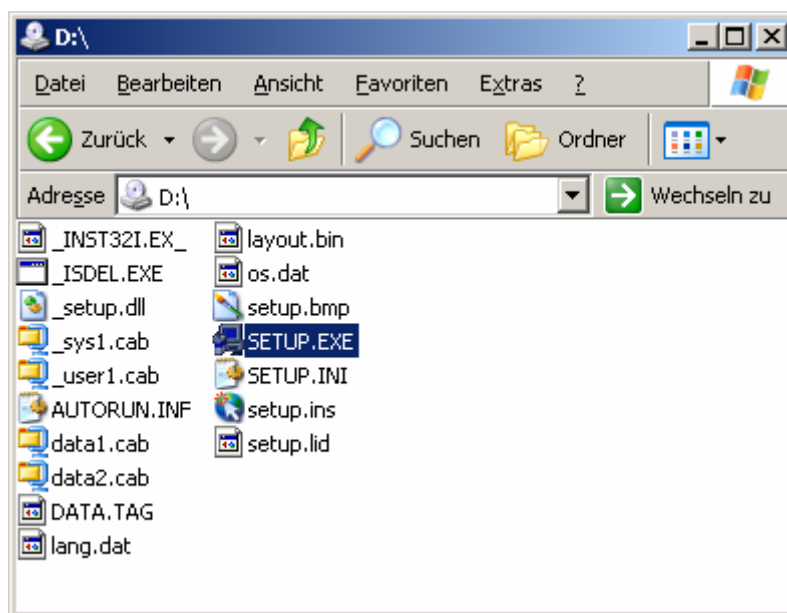 D:\
Datei Bearbeiten Ansicht Favoriten Extras ?
Zurück Suchen Ordner
Adresse D:\ Wechseln zu
_INST32I.EX_
_ISDEL.EXE
_setup.dll
_sys1.cab
_user1.cab
AUTORUN.INF
data1.cab
data2.cab
DATA.TAG
lang.dat
layout.bin
os.dat
setup.bmp
SETUP.EXE
SETUP.INI
setup.ins
setup.lid